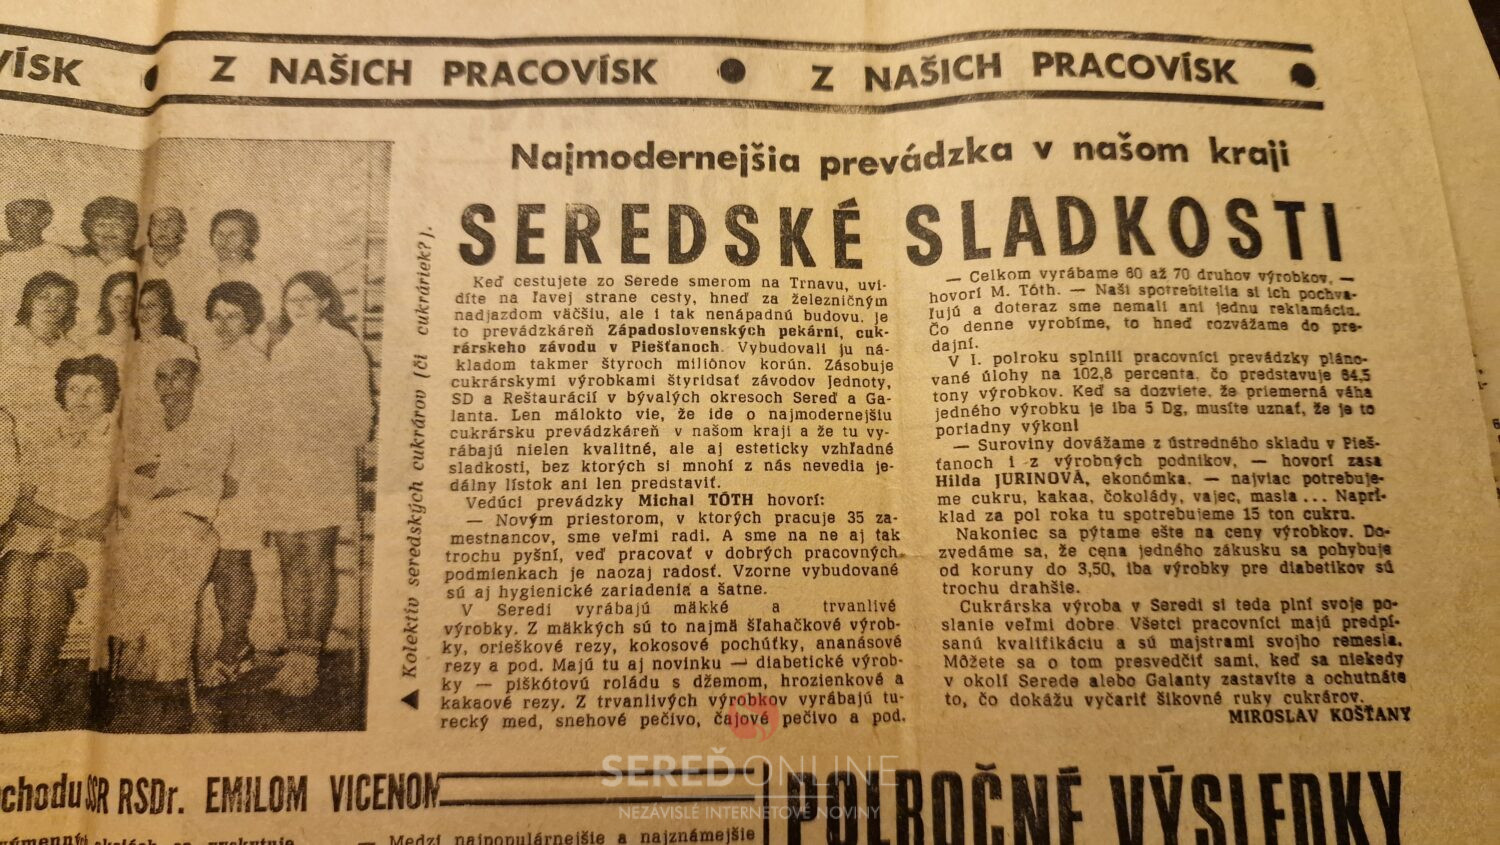 VÍSK ● Z NAŠICH PRACOVÍSK ● Z NAŠICH PRACOVÍSK ●
Najmodernejšia prevádzka v našom kraji
SEREDSKÉ SLADKOSTI
▲ Kolektív seredských cukrárov (či cukráriek?).
Keď cestujete zo Serede smerom na Trnavu, uvi-
díte na ľavej strane cesty, hneď za železničným
nadjazdom väčšiu, ale i tak nenápadnú budovu. Je
to prevádzkáreň Západoslovenských pekární, cuk-
rárskeho závodu v Piešťanoch. Vybudovali ju ná-
kladom takmer štyroch miliónov korún. Zásobuje
cukrárskymi výrobkami štyridsať závodov Jednoty,
SD a Reštaurácií v bývalých okresoch Sereď a Ga-
lanta. Len málokto vie, že ide o najmodernejšiu
cukrársku prevádzkáreň v našom kraji a že tu vy-
rábajú nielen kvalitné, ale aj esteticky vzhľadné
sladkosti, bez ktorých si mnohí z nás nevedia je-
dálny lístok ani len predstaviť.
Vedúci prevádzky Michal TÓTH hovorí:
— Novým priestorom, v ktorých pracuje 35 za-
mestnancov, sme veľmi radi. A sme na ne aj tak
trochu pyšní, veď pracovať v dobrých pracovných
podmienkach je naozaj radosť. Vzorne vybudované
sú aj hygienické zariadenia a šatne.
V Seredi vyrábajú mäkké a trvanlivé
výrobky. Z mäkkých sú to najmä šľahačkové výrob-
ky, orieškové rezy, kokosové pochúťky, ananásové
rezy a pod. Majú tu aj novinku — diabetické výrob-
ky — piškótovú roládu s džemom, hrozienkové a
kakaové rezy. Z trvanlivých výrobkov vyrábajú tu-
recký med, snehové pečivo, čajové pečivo a pod.
— Celkom vyrábame 60 až 70 druhov výrobkov, —
hovorí M. Tóth. — Naši spotrebitelia si ich pochva-
ľujú a doteraz sme nemali ani jednu reklamáciu.
Čo denne vyrobíme, to hneď rozvážame do pre-
dajní.
V I. polroku splnili pracovníci prevádzky pláno-
vané úlohy na 102,8 percenta, čo predstavuje 84,5
tony výrobkov. Keď sa dozviete, že priemerná váha
jedného výrobku je iba 5 Dg, musíte uznať, že je to
poriadny výkon!
— Suroviny dovážame z ústredného skladu v Pieš-
ťanoch i z výrobných podnikov, — hovorí zasa
Hilda JURINOVÁ, ekonómka, — najviac potrebuje-
me cukru, kakaa, čokolády, vajec, masla ... Naprí-
klad za pol roka tu spotrebujeme 15 ton cukru.
Nakoniec sa pýtame ešte na ceny výrobkov. Do-
zvedáme sa, že cena jedného zákusku sa pohybuje
od koruny do 3,50, iba výrobky pre diabetikov sú
trochu drahšie.
Cukrárska výroba v Seredi si teda plní svoje po-
slanie veľmi dobre. Všetci pracovníci majú predpí-
sanú kvalifikáciu a sú majstrami svojho remesla.
Môžete sa o tom presvedčiť sami, keď sa niekedy
v okolí Serede alebo Galanty zastavíte a ochutnáte
to, čo dokážu vyčariť šikovné ruky cukrárov.
MIROSLAV KOŠŤANY
SEREĎONLINE
NEZÁVISLÉ INTERNETOVÉ NOVINY
chodu SSR RSDr. EMILOM VICENOM
— Medzi najpopulárnejšie a najznámejšie
POLROČNÉ VÝSLEDKY